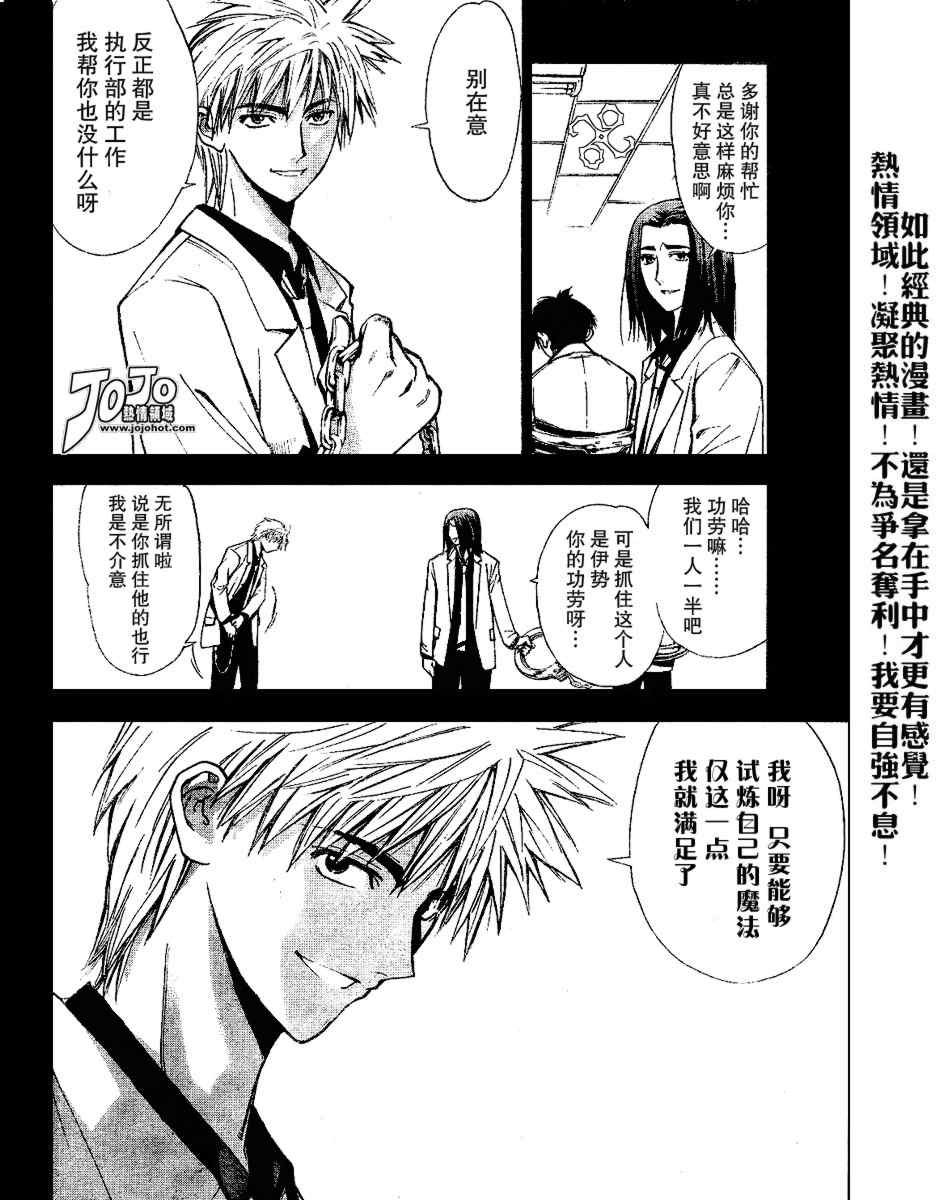 多谢你的帮忙
总是这样麻烦你…
真不好意思啊
别在意
反正都是
执行部的工作
我帮你也没什么呀
哈哈…
功劳嘛……
我们一人一半吧
可是抓住这个人
是伊势
你的功劳呀…
无所谓啦
说是你抓住他的也行
我是不介意
我呀 只要能够
试炼自己的魔法
仅这一点
我就满足了
JOJO
熱情領域
www.jojohot.com
如此經典的漫畫！還是拿在手中才更有感覺！
熱情領域！凝聚熱情！不為爭名奪利！我要自強不息！